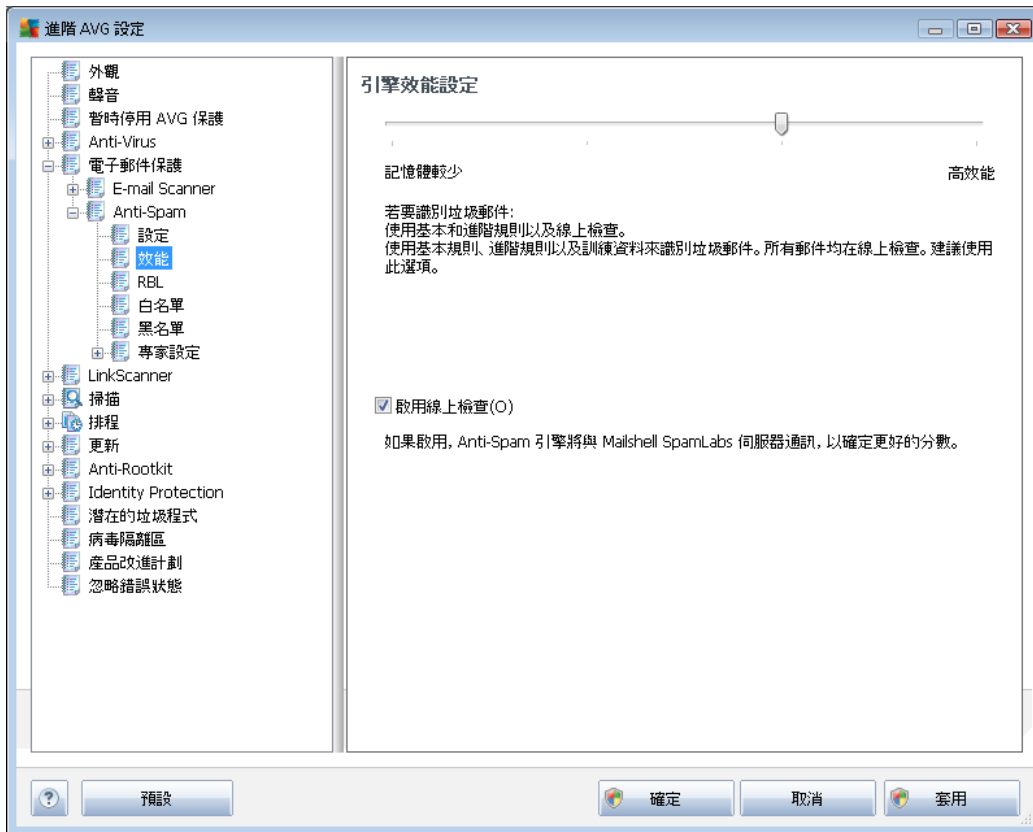 進階 AVG 設定
外觀
聲音
暫時停用 AVG 保護
Anti-Virus
電子郵件保護
E-mail Scanner
Anti-Spam
設定
效能
RBL
白名單
黑名單
專家設定
LinkScanner
掃描
排程
更新
Anti-Rootkit
Identity Protection
潛在的垃圾程式
病毒隔離區
產品改進計劃
忽略錯誤狀態
引擎效能設定
記憶體較少
高效能
若要識別垃圾郵件:
使用基本和進階規則以及線上檢查。
使用基本規則、進階規則以及訓練資料來識別垃圾郵件。所有郵件均在線上檢查。建議使用
此選項。
啟用線上檢查(O)
如果啟用, Anti-Spam 引擎將與 Mailshell SpamLabs 伺服器通訊, 以確定更好的分數。
?
預設
確定
取消
套用